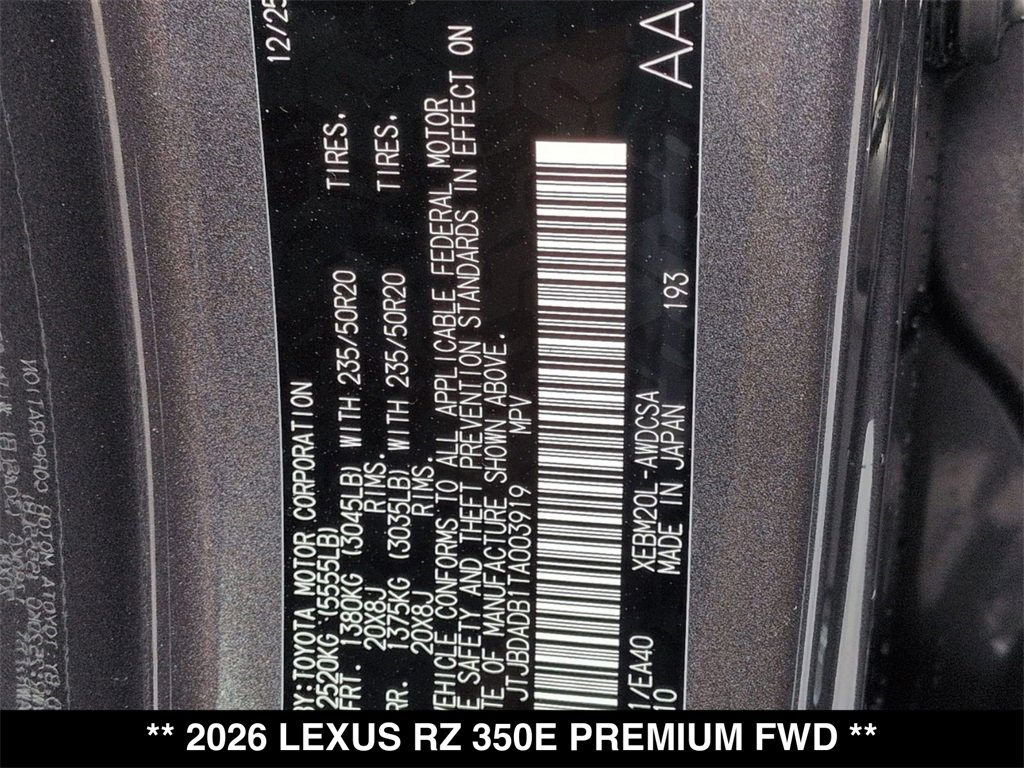 RY:TOYOTA MOTOR CORPORATION 12/25
2520KG (5555LB)
FRT. 1380KG (3045LB) WITH 235/50R20 TIRES.
20X8J RIMS.
RR. 1375KG (3035LB) WITH 235/50R20 TIRES.
20X8J RIMS.
VEHICLE CONFORMS TO ALL APPLICABLE FEDERAL MOTOR
E SAFETY AND THEFT PREVENTION STANDARDS IN EFFECT ON
TE OF MANUFACTURE SHOWN ABOVE.
JTJBDADB1TA003919 MPV
1/EA40 XEBM20L-AWDCSA
10 MADE IN JAPAN 193 AA
** 2026 LEXUS RZ 350E PREMIUM FWD **